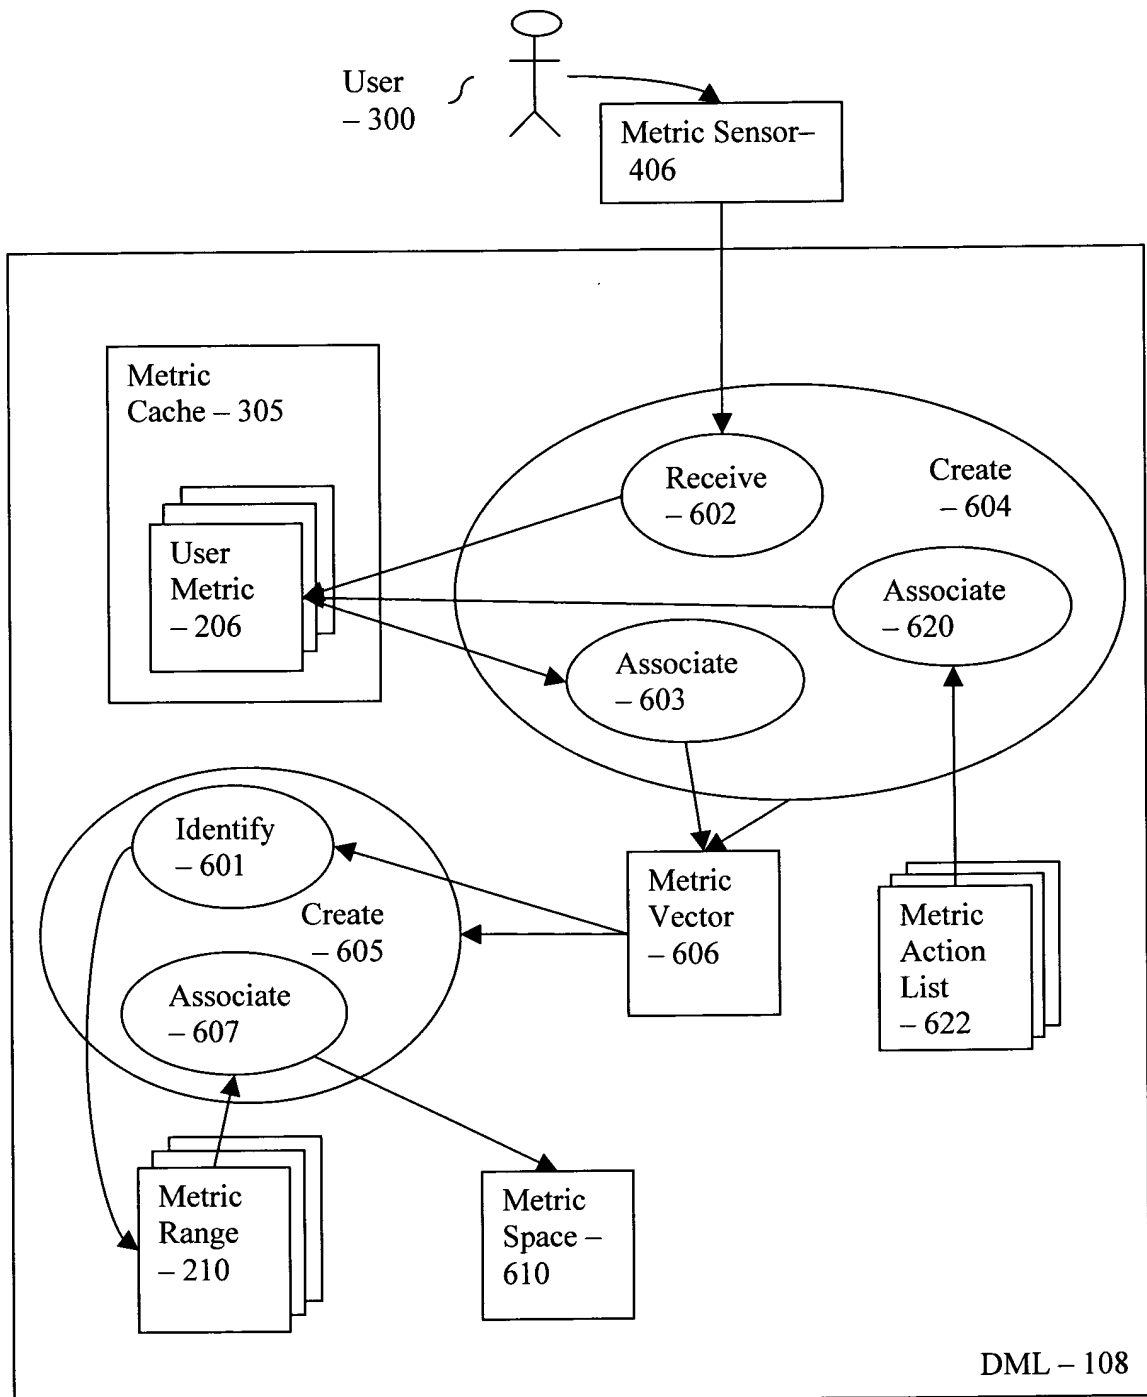 User
– 300
Metric Sensor–
406
Metric
Cache – 305
Receive
– 602
Create
– 604
User
Metric
– 206
Associate
– 620
Associate
– 603
Identify
– 601
Create
– 605
Metric
Vector
– 606
Metric
Action
List
– 622
Associate
– 607
Metric
Range
– 210
Metric
Space –
610
DML – 108